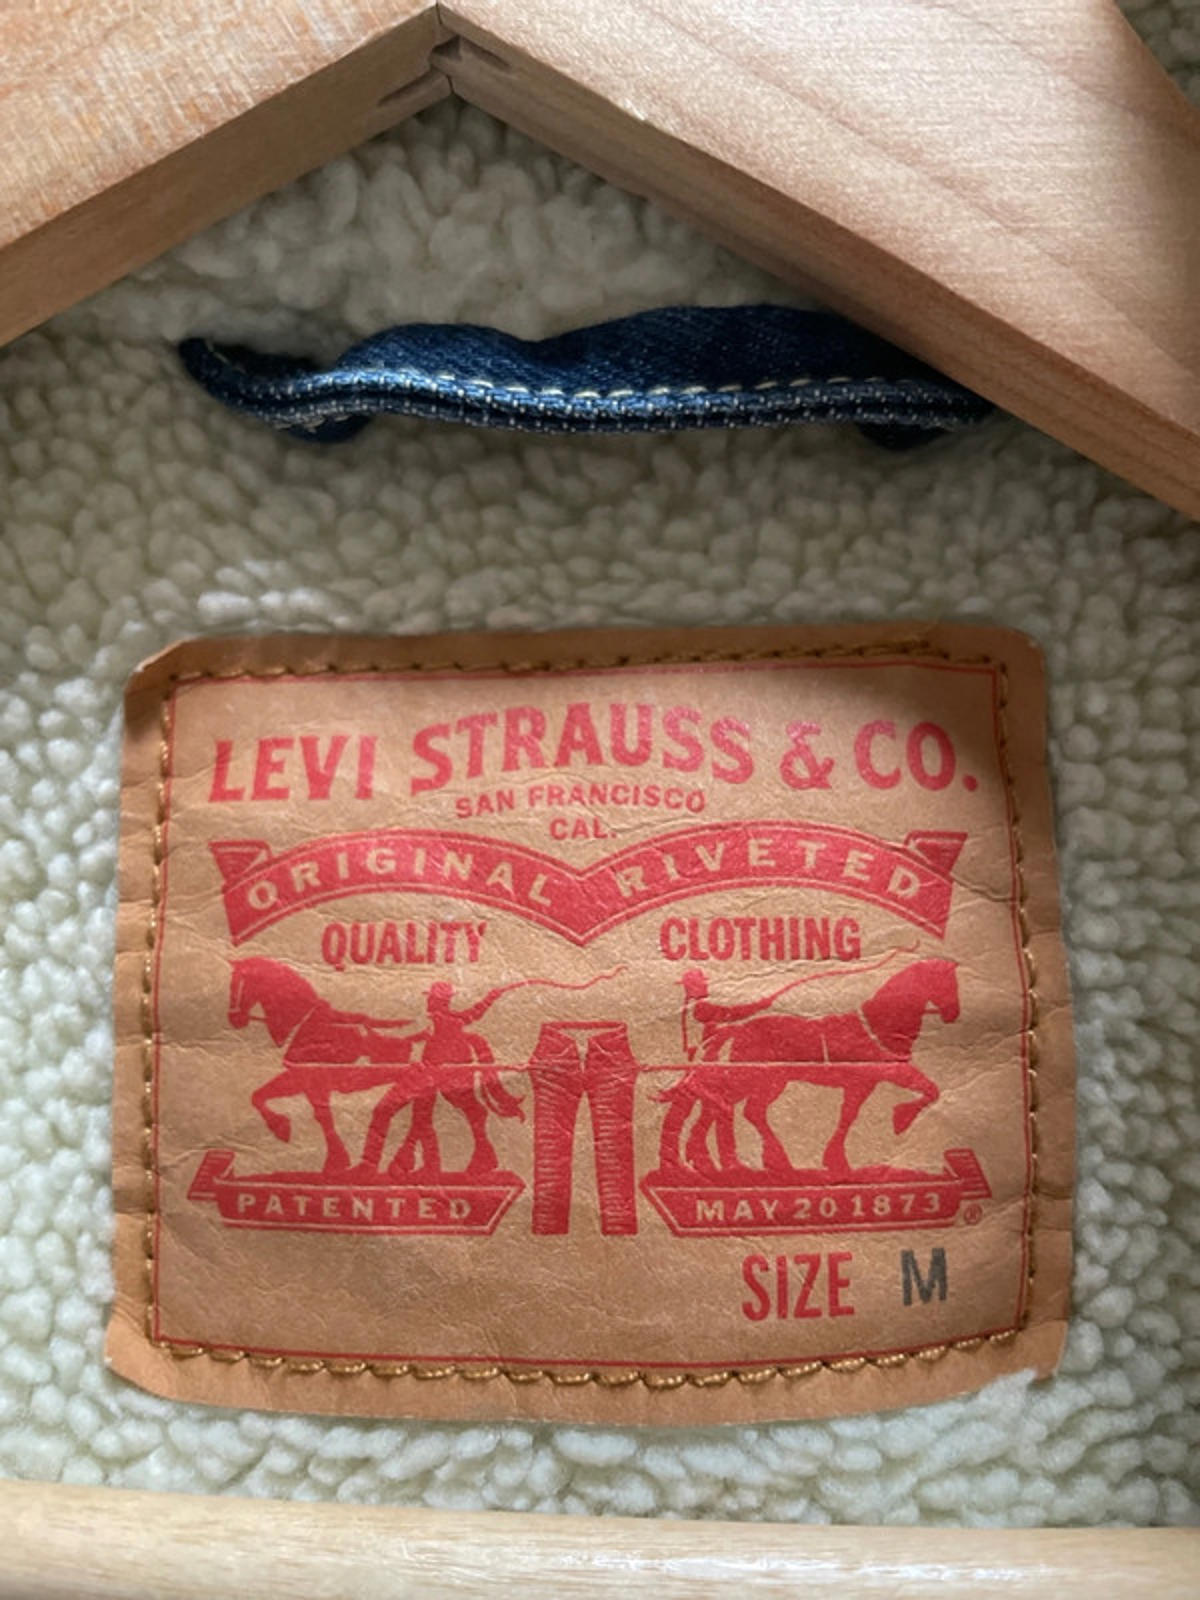 LEVI STRAUSS & CO.
SAN FRANCISCO
CAL.
ORIGINAL RIVETED
QUALITY CLOTHING
PATENTED MAY 20 1873 ®
SIZE M